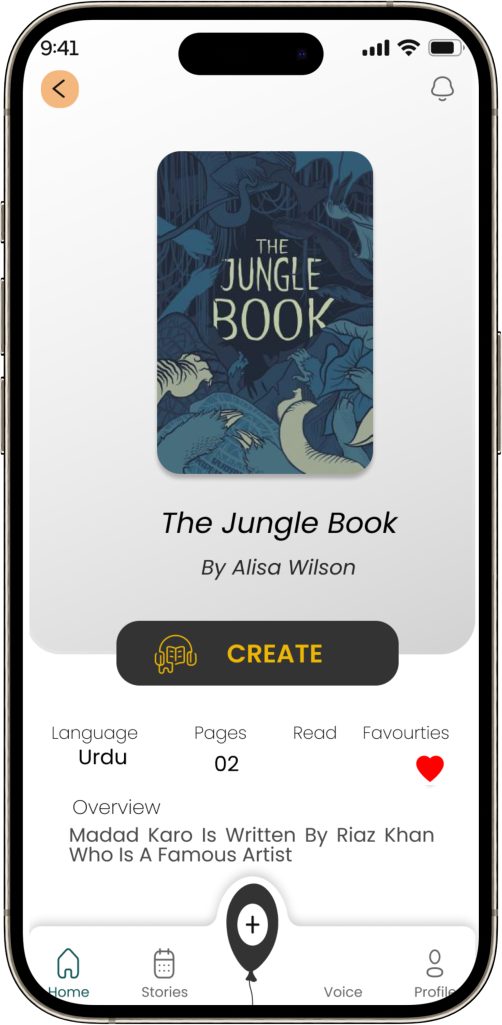 9:41
THE
JUNGLE
BOOK
The Jungle Book
By Alisa Wilson
CREATE
Language Pages Read Favourties
Urdu 02
Overview
Madad Karo Is Written By Riaz Khan
Who Is A Famous Artist
Home Stories Voice Profile